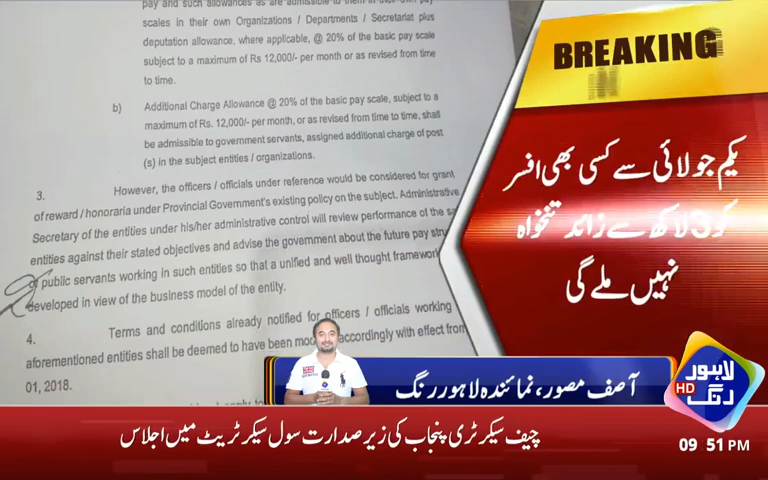 pay and such allowances as are admissible to them in their own pay
scales in their own Organizations / Departments / Secretariat plus
deputation allowance, where applicable, @ 20% of the basic pay scale
subject to a maximum of Rs 12,000/- per month or as revised from time
to time.
b) Additional Charge Allowance @ 20% of the basic pay scale, subject to a
maximum of Rs. 12,000/- per month, or as revised from time to time, shall
be admissible to government servants, assigned additional charge of post
(s) in the subject entities / organizations.
3. However, the officers / officials under reference would be considered for grant
of reward / honoraria under Provincial Government's existing policy on the subject. Administrative
Secretary of the entities under his/her administrative control will review performance of the
entities against their stated objectives and advise the government about the future pay
of public servants working in such entities so that a unified and well thought framework
developed in view of the business model of the entity.
4. Terms and conditions already notified for officers / officials working
aforementioned entities shall be deemed to have been accordingly with effect from
01, 2018.
BREAKING
یکم جولائی سے کسی بھی افسر
کو 3 لاکھ سے زائد تنخواہ
نہیں ملے گی
آصف مصور، نمائندہ لاہور رنگ
لاہور
رنگ
HD
چیف سیکرٹری پنجاب کی زیر صدارت سول سیکرٹریٹ میں اجلاس
09 51 PM